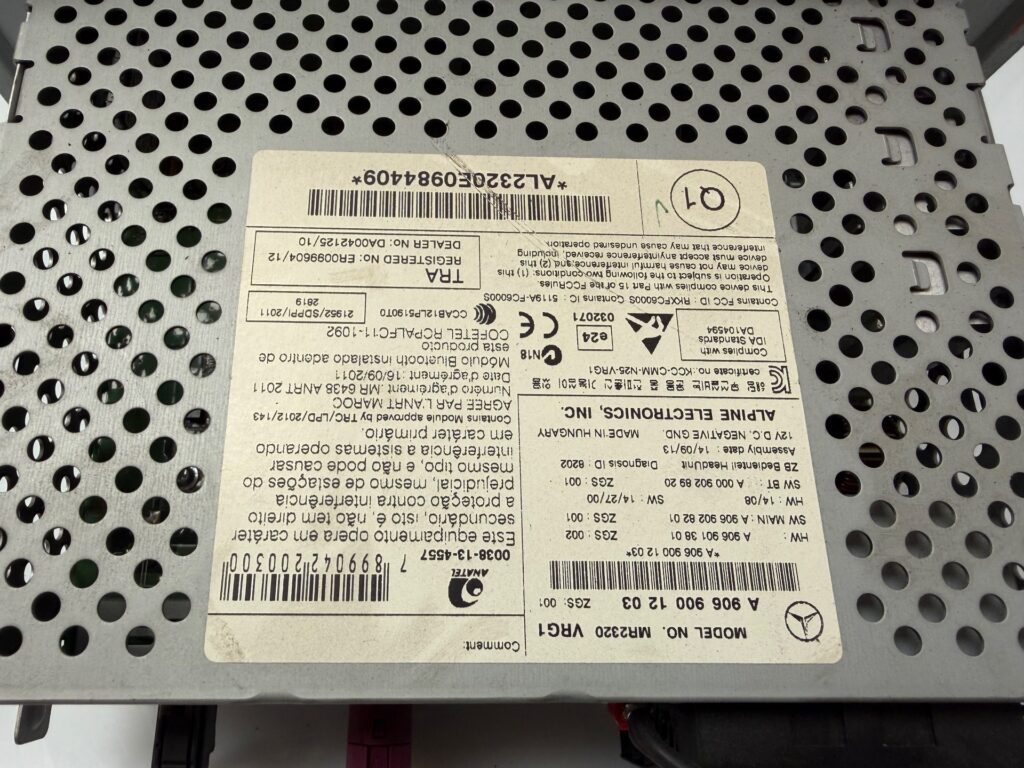 MODEL NO. MR2320 VRG1
A 906 900 12 03 ZGS: 001
*A 906 900 12 03*
HW : A 906 901 38 01 ZGS : 002
SW MAIN : A 906 902 82 01 ZGS : 001
HW : 14/08 SW : 14/27/00
SW BT : A 000 902 89 20 ZGS : 001
ZB Bedienteil HeadUnit Diagnosis ID 8202
Assembly date : 14/09/13
12V D.C. NEGATIVE GND MADE IN HUNGARY
ALPINE ELECTRONICS, INC.
certificate no :KCC-CMM-N25-VRG1
Complies with
IDA Standards
DA104594
e24
032071
N18
CE
Contains FCC ID : RKXFC6000S Contains IC : 5119A-FC6000S
This device complies with Part 15 of the FCCRules.
Operation is subject to the following two conditions: (1) this
device may not cause harmful interference,and (2) this
device must accept anyinterference received, including
interference that may cause undesired operation.
Q1
Comment:
ANATEL
0038-13-4557
7 899042 200300
Este equipamento opera em caráter
secundário, isto é, não tem direito
a proteção contra interferência
prejudicial, mesmo de estações do
mesmo, tipo, e não pode causar
interferência a sistemas operando
em caráter primário.
Contains Module approved by TRC/LPD/2012/143
AGREE PAR L'ANRT MAROC
Numéro d'agrément :MR 6438 ANRT 2011
Date d'agrément :16/09/2011
Módulo Bluetooth instalado adentro de
esta producto
COFETEL RCPALFC11-1092
CCAB12LP5190T0
21952/SDPPI/2011
2819
TRA
REGISTERED No: ER0099604/12
DEALER No: DA0042125/10
*AL2320E0984409*